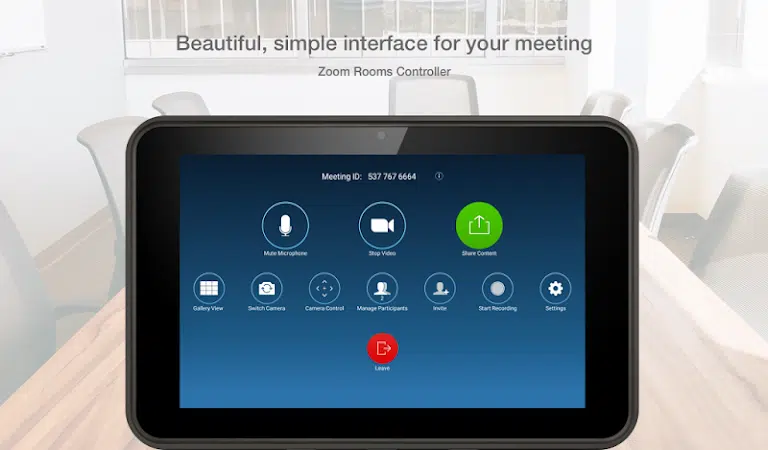 Beautiful, simple interface for your meeting
Zoom Rooms Controller
Meeting ID: 537 767 6664
Mute Microphone Stop Video Share Content
2
Gallery View Switch Camera Camera Control Manage Participants Invite Start Recording Settings
Leave